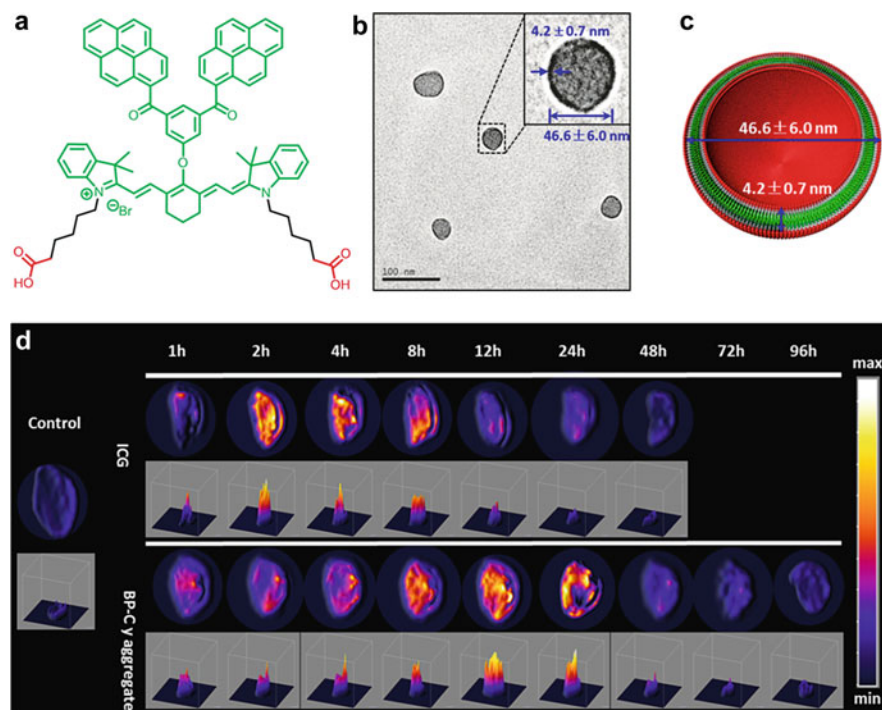 a
O
O
O
N
⊕
⊖Br
N
O
OH
O
OH
b
4.2±0.7 nm
46.6±6.0 nm
100 nm
c
46.6±6.0 nm
4.2±0.7 nm
d
1h 2h 4h 8h 12h 24h 48h 72h 96h
max
Control
ICG
BP-C y aggregate
min